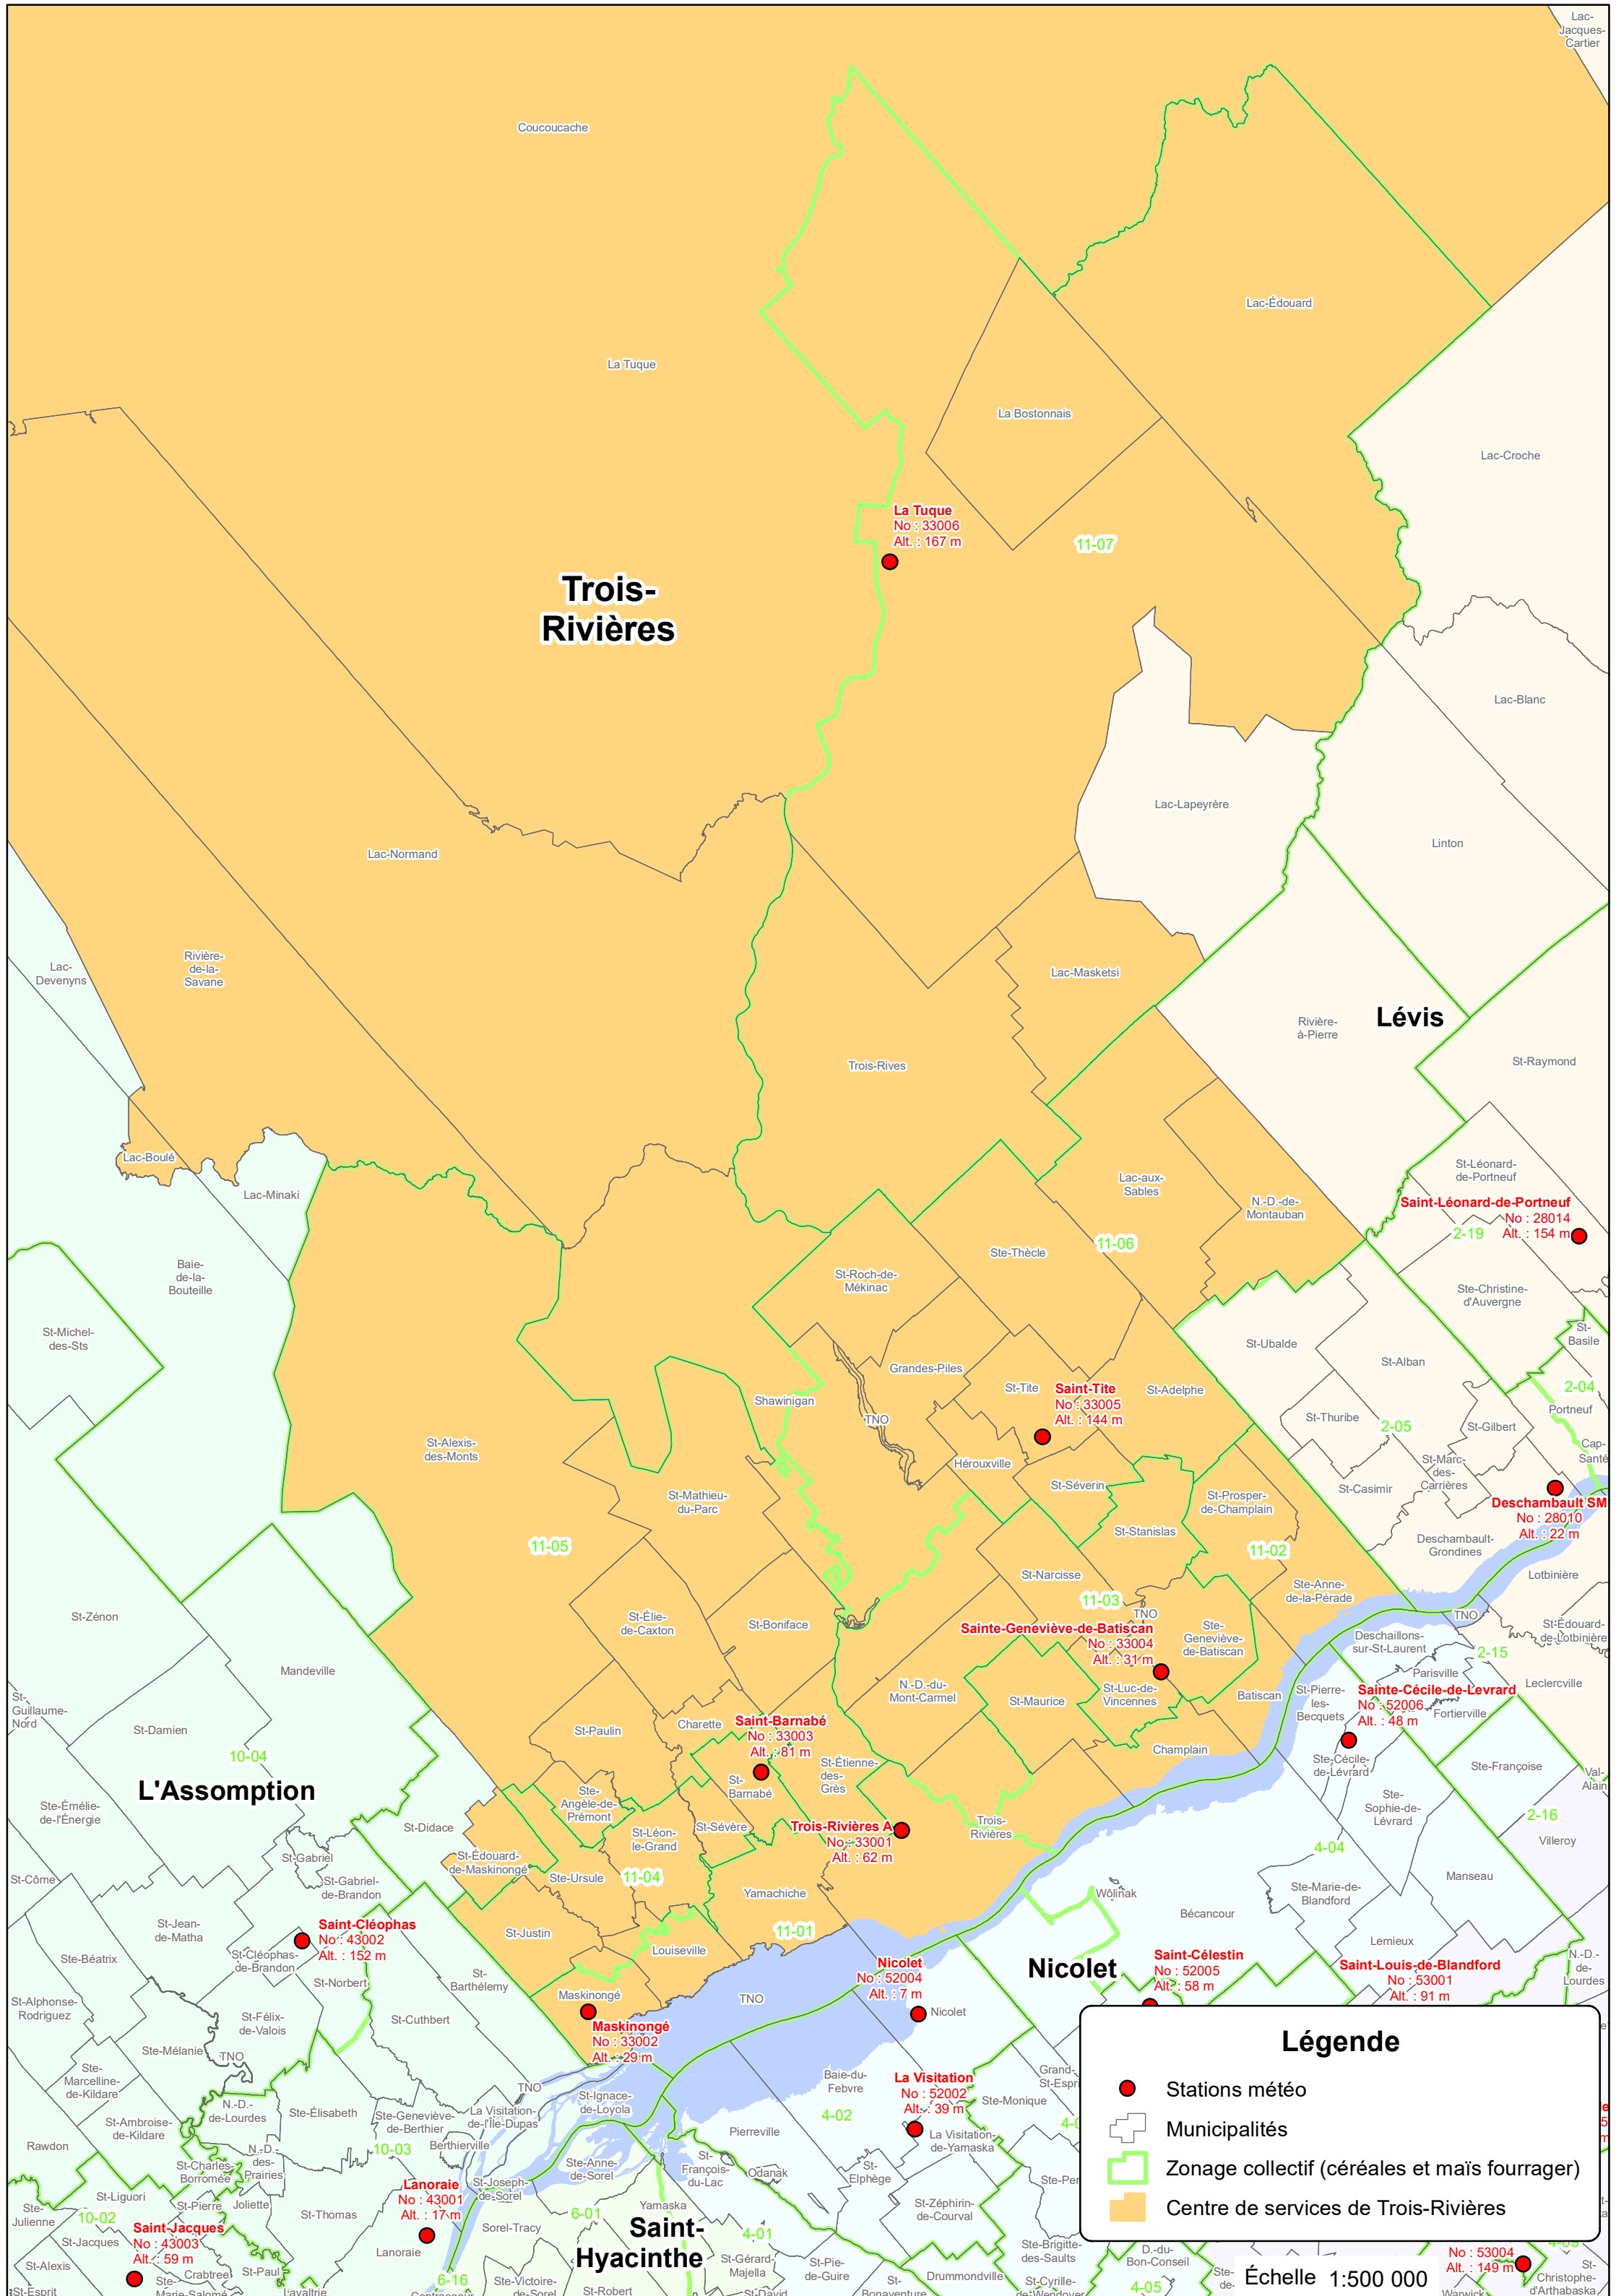 Lac-
Jacques-
Cartier
Coucoucache
Lac-Édouard
La Tuque
La Bostonnais
Lac-Croche
La Tuque
No : 33006
Alt. : 167 m
11-07
Trois-
Rivières
Lac-Blanc
Lac-Lapeyrère
Linton
Lac-Normand
Lac-
Devenyns
Rivière-
de-la-
Savane
Lac-Masketsi
Lévis
Rivière-
à-Pierre
St-Raymond
Trois-Rives
Lac-Boulé
Lac-Minaki
Lac-aux-
Sables
N.-D.-de-
Montauban
St-Léonard-
de-Portneuf
Saint-Léonard-de-Portneuf
No : 28014
Alt. : 154 m
2-19
11-06
Ste-Thècle
St-Roch-de-
Mékinac
Baie-
de-la-
Bouteille
Ste-Christine-
d'Auvergne
St-Michel-
des-Sts
St-Ubalde
St-
Basile
St-Alban
Grandes-Piles
St-Tite
Saint-Tite
No : 33005
Alt. : 144 m
St-Adelphe
2-04
Portneuf
Shawinigan
TNO
St-Thuribe
2-05
St-Gilbert
St-Alexis-
des-Monts
Hérouxville
Cap-
Santé
St-Marc-
des-
Carrières
St-Séverin
St-Casimir
St-Mathieu-
du-Parc
St-Prosper-
de-Champlain
Deschambault SM
No : 28010
Alt. : 22 m
St-Stanislas
Deschambault-
Grondines
11-05
11-02
St-Narcisse
Lotbinière
Ste-Anne-
de-la-Pérade
11-03
TNO
St-Zénon
St-Élie-
de-Caxton
St-Boniface
Sainte-Geneviève-de-Batiscan
No : 33004
Alt. : 31 m
Ste-
Geneviève-
de-Batiscan
TNO
St-Édouard-
de-Lotbinière
Deschaillons-
sur-St-Laurent
2-15
Mandeville
Parisville
Leclercville
N.-D.-du-
Mont-Carmel
St-Maurice
St-Luc-de-
Vincennes
Batiscan
St-Pierre-
les-
Becquets
Sainte-Cécile-de-Levrard
No : 52006
Alt. : 48 m
Fortierville
St-
Guillaume-
Nord
St-Damien
St-Paulin
Charette
Saint-Barnabé
No : 33003
Alt. : 81 m
10-04
L'Assomption
Champlain
Ste-Cécile-
de-Lévrard
Ste-Françoise
Val-
Alain
St-
Barnabé
St-Étienne-
des-
Grès
Ste-
Angèle-de-
Prémont
Ste-Émélie-
de-l'Énergie
Ste-
Sophie-de-
Lévrard
2-16
St-Didace
St-Léon-
le-Grand
St-Sévère
Trois-Rivières A
No : 33001
Alt. : 62 m
Trois-
Rivières
Villeroy
4-04
St-Gabriel
St-Édouard-
de-Maskinongé
Ste-Ursule
11-04
Manseau
St-Côme
St-Gabriel-
de-Brandon
Yamachiche
Wôlinak
Ste-Marie-de-
Blandford
Bécancour
St-Jean-
de-Matha
Saint-Cléophas
No : 43002
Alt. : 152 m
St-Justin
11-01
Lemieux
Louiseville
Ste-Béatrix
St-Cléophas-
de-Brandon
Nicolet
No : 52004
Alt. : 7 m
Nicolet
Saint-Célestin
No : 52005
Alt. : 58 m
Saint-Louis-de-Blandford
No : 53001
Alt. : 91 m
N.-D.-
de-
Lourdes
St-Norbert
St-
Barthélemy
Maskinongé
TNO
St-Alphonse-
Rodriguez
St-Félix-
de-Valois
St-Cuthbert
Nicolet
Maskinongé
No : 33002
Alt. : 29 m
Ste-Mélanie
TNO
Ste-
Marcelline-
de-Kildare
TNO
St-Ignace-
de-Loyola
Baie-du-
Febvre
La Visitation
No : 52002
Alt. : 39 m
Grand-
St-Espri
Ste-Monique
N.-D.-
de-Lourdes
Ste-Élisabeth
Ste-Geneviève-
de-Berthier
La Visitation-
de-l'Île-Dupas
St-Ambroise-
de-Kildare
4-02
Pierreville
La Visitation-
de-Yamaska
Rawdon
10-03
Berthierville
N.-D.-
des-
Prairies
St-Charles-
Borromée
Ste-Anne-
de-Sorel
St-
François-
du-Lac
Odanak
St-
Elphège
Ste-Per
St-Joseph-
de-Sorel
Lanoraie
No : 43001
Alt. : 17 m
St-Liguori
St-Pierre
Joliette
St-Thomas
Ste-
Julienne
10-02
St-Jacques
Saint-Jacques
No : 43003
Alt. : 59 m
6-01
Yamaska
Saint-
Hyacinthe
4-01
St-Zéphirin-
de-Courval
Sorel-Tracy
Lanoraie
St-Alexis
St-Paul
Crabtree
St-Gérard-
Majella
St-Pie-
de-Guire
Ste-Brigitte-
des-Saults
D.-du-
Bon-Conseil
6-16
Ste-Victoire-
de-Sorel
St-Robert
St-David
St-
Bonaventure
Drummondville
St-Cyrille-
de-Wendover
4-05
St-Esprit
Ste-
Marie-Salomé
Lavaltrie
Légende
Stations météo
Municipalités
Zonage collectif (céréales et maïs fourrager)
Centre de services de Trois-Rivières
No : 53004
Alt. : 149 m
St-
Christophe-
d'Arthabaska
Warwick
Échelle 1:500 000